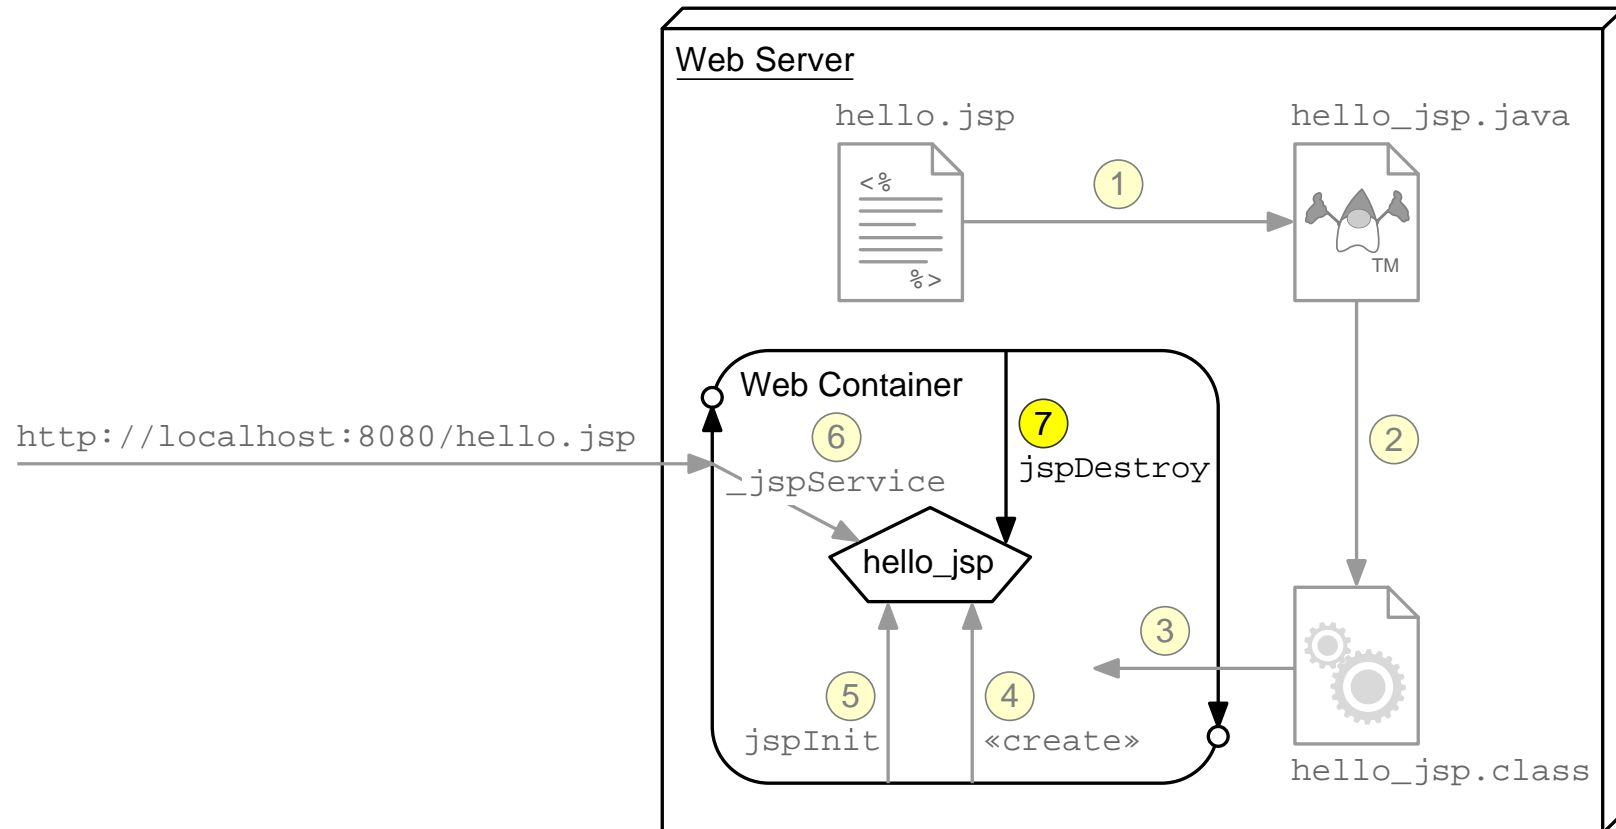 Web Server
hello.jsp
hello_jsp.java
1
<%
%>
TM
Web Container
7
6
2
http://localhost:8080/hello.jsp
_jspService
jspDestroy
hello_jsp
3
5
4
jspInit
«create»
hello_jsp.class